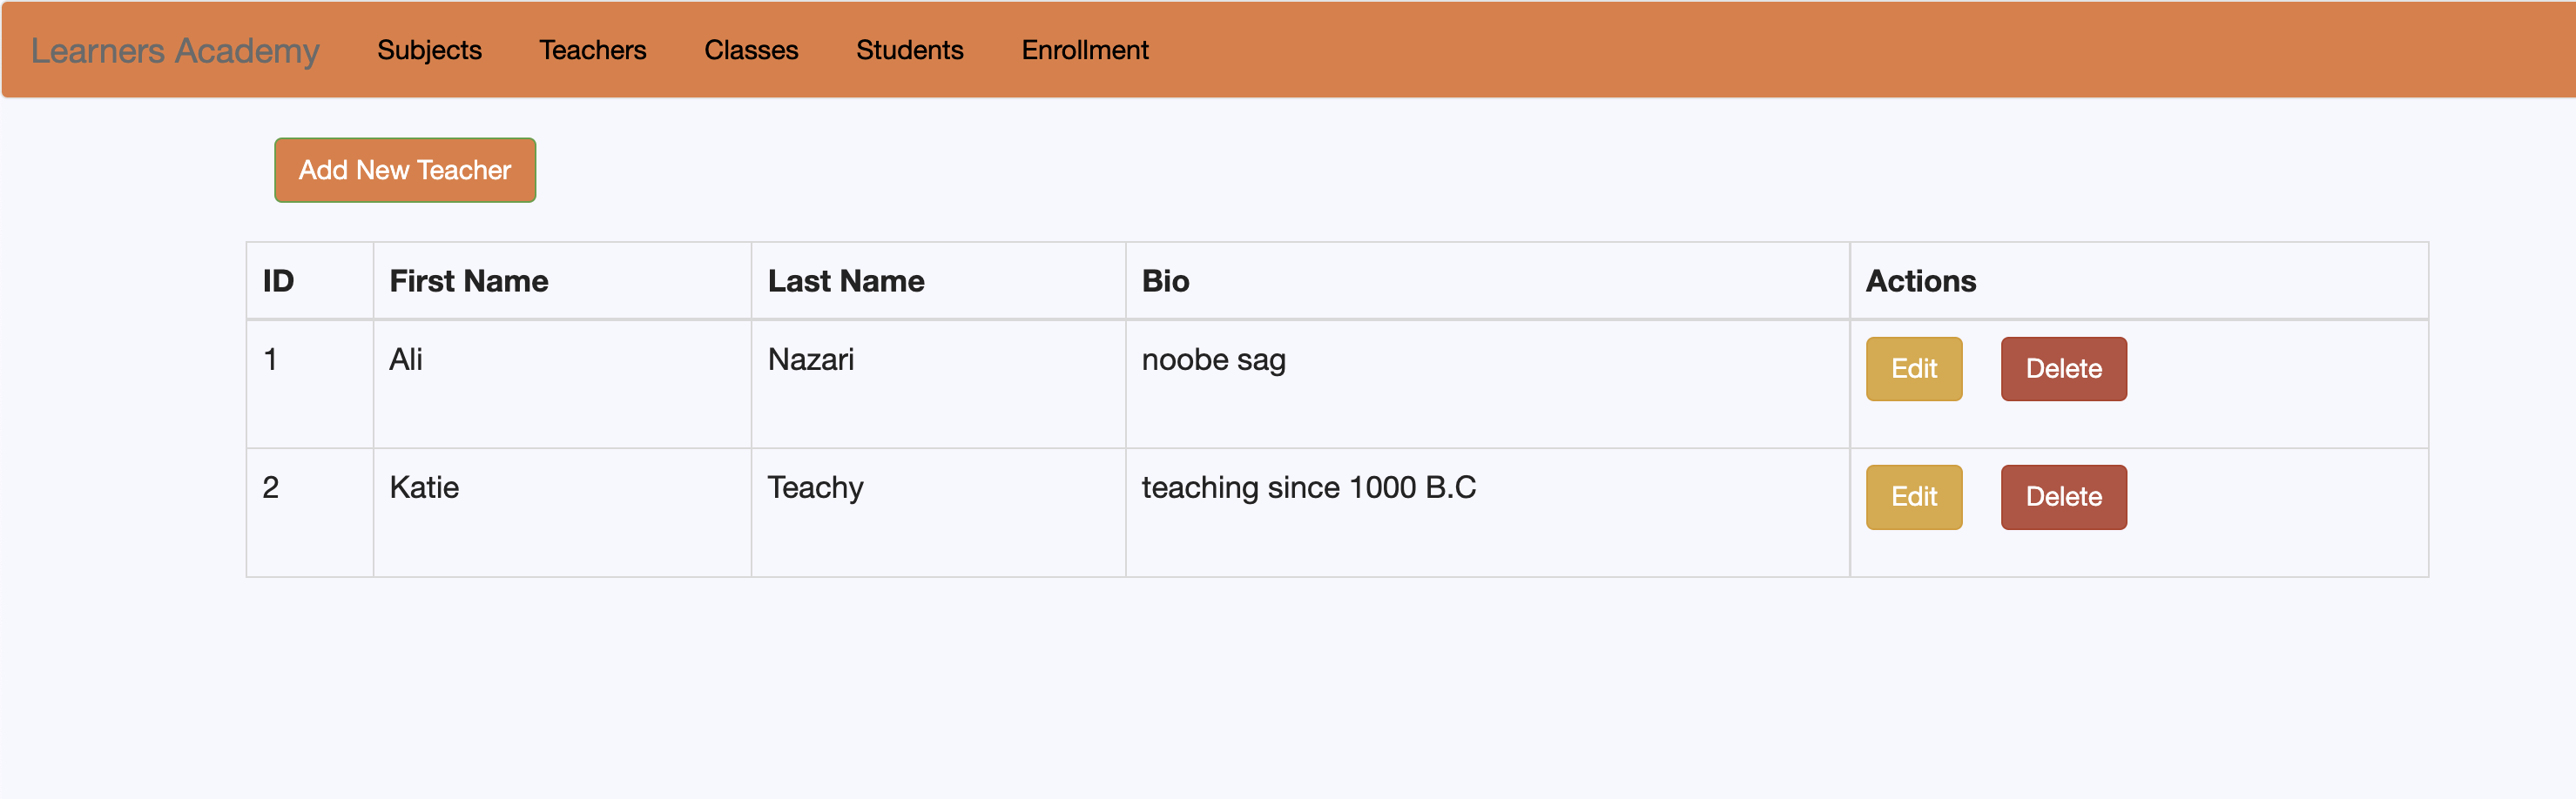 Learners Academy Subjects Teachers Classes Students Enrollment
Add New Teacher
ID First Name Last Name Bio Actions
1 Ali Nazari noobe sag Edit Delete
2 Katie Teachy teaching since 1000 B.C Edit Delete